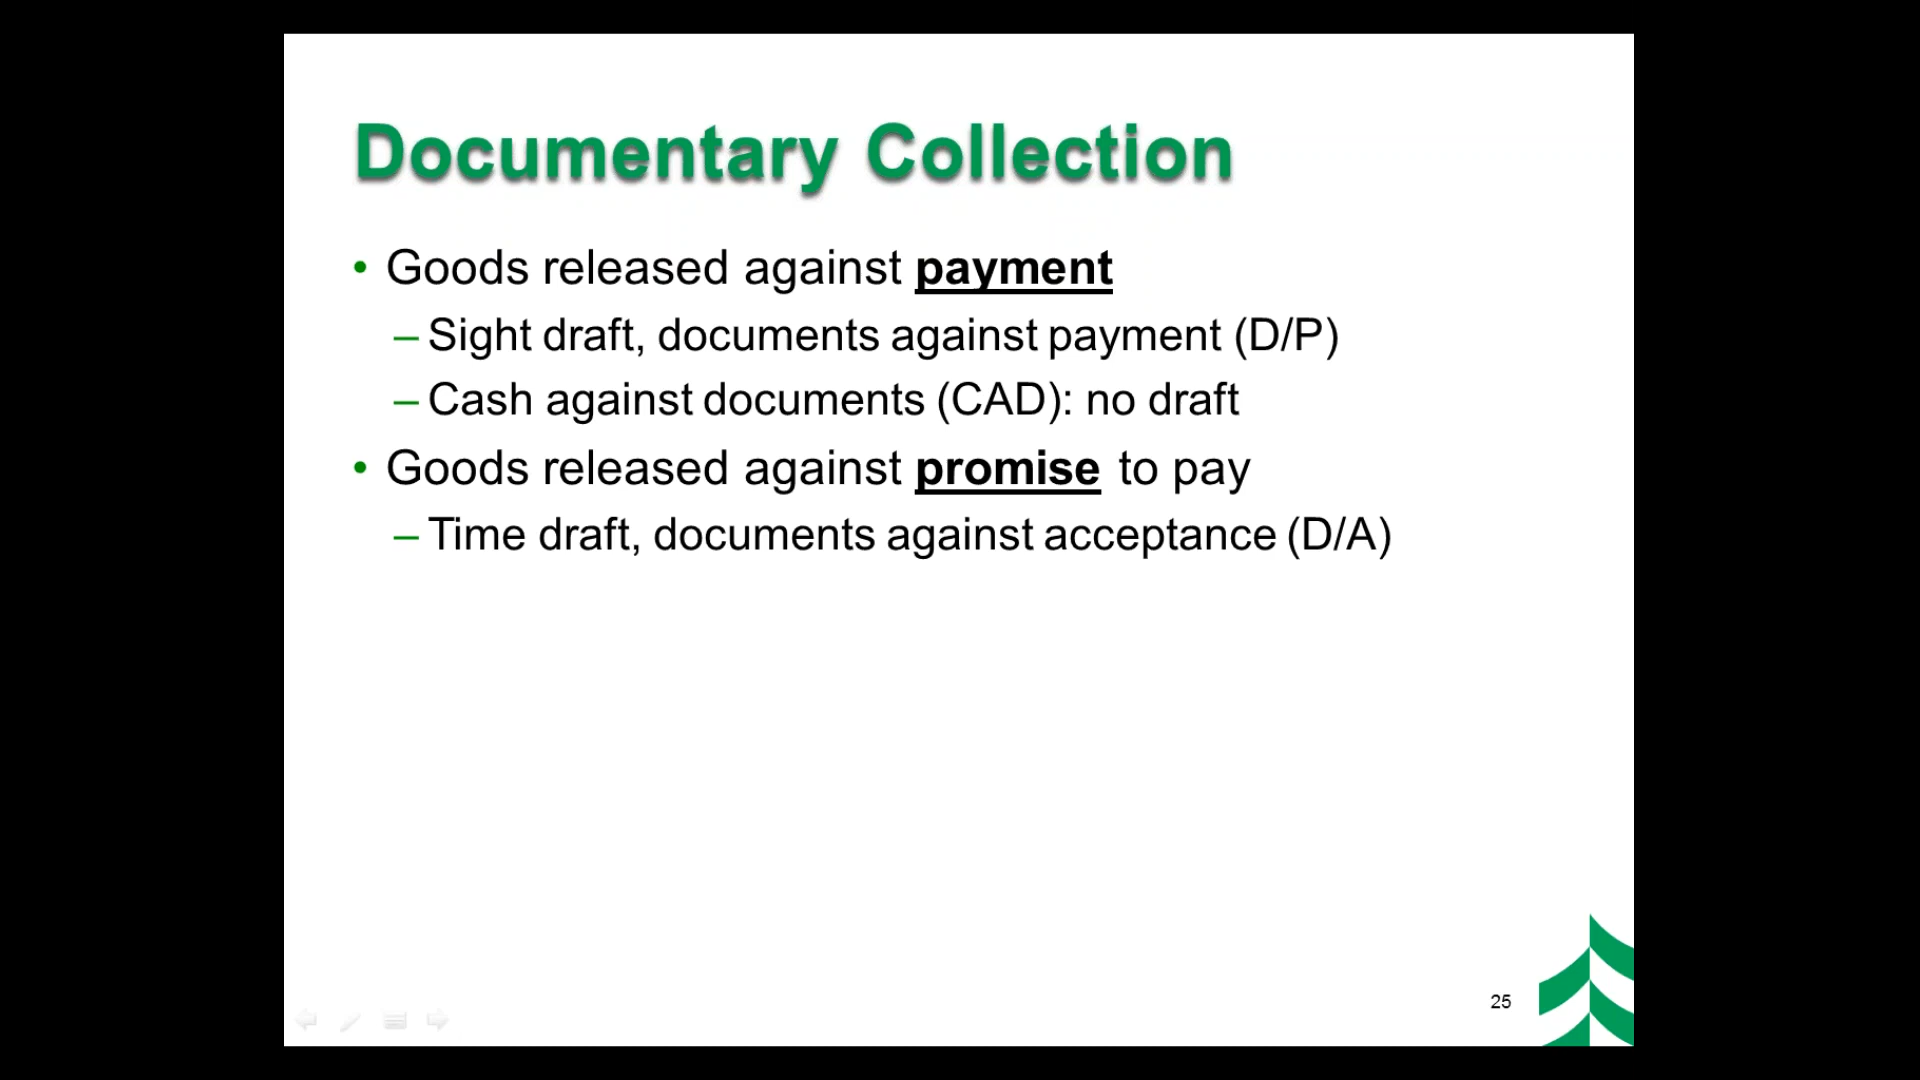 Documentary Collection
• Goods released against payment
– Sight draft, documents against payment (D/P)
– Cash against documents (CAD): no draft
• Goods released against promise to pay
– Time draft, documents against acceptance (D/A)
25